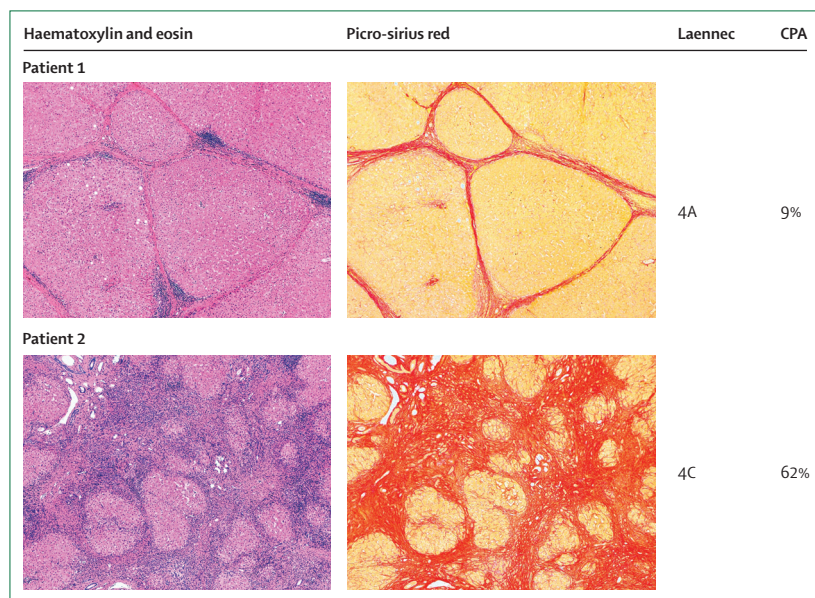 Haematoxylin and eosin Picro-sirius red Laennec CPA
Patient 1
4A 9%
Patient 2
4C 62%